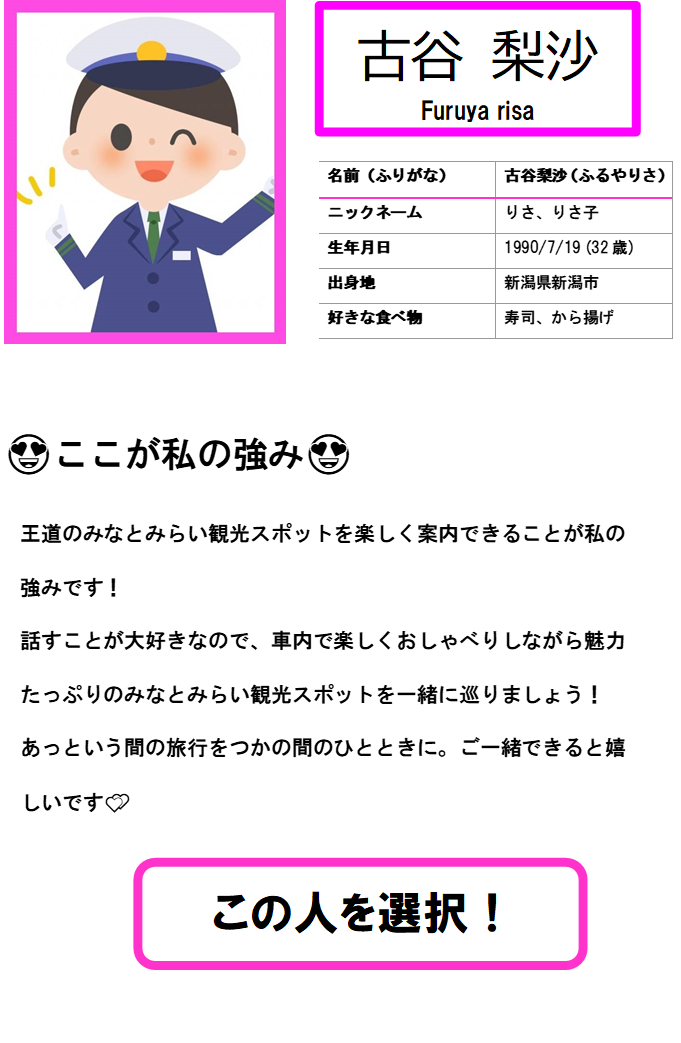 古谷 梨沙
Furuya risa
名前（ふりがな） 古谷梨沙（ふるやりさ）
ニックネーム りさ、りさ子
生年月日 1990/7/19 (32 歳)
出身地 新潟県新潟市
好きな食べ物 寿司、から揚げ
😍ここが私の強み😍
王道のみなとみらい観光スポットを楽しく案内できることが私の
強みです！
話すことが大好きなので、車内で楽しくおしゃべりしながら魅力
たっぷりのみなとみらい観光スポットを一緒に巡りましょう！
あっという間の旅行をつかの間のひとときに。ご一緒できると嬉
しいです💕
この人を選択！